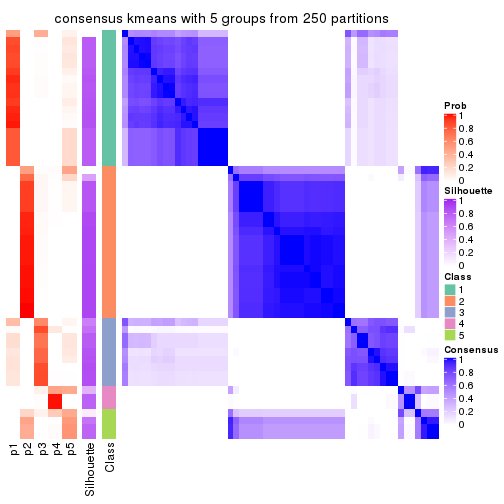 consensus kmeans with 5 groups from 250 partitions
Prob
1
0.8
0.6
0.4
0.2
0
Silhouette
1
0.8
0.6
0.4
0.2
0
Class
1
2
3
4
5
Consensus
1
0.8
0.6
0.4
0.2
0
p1
p2
p3
p4
p5
Silhouette
Class